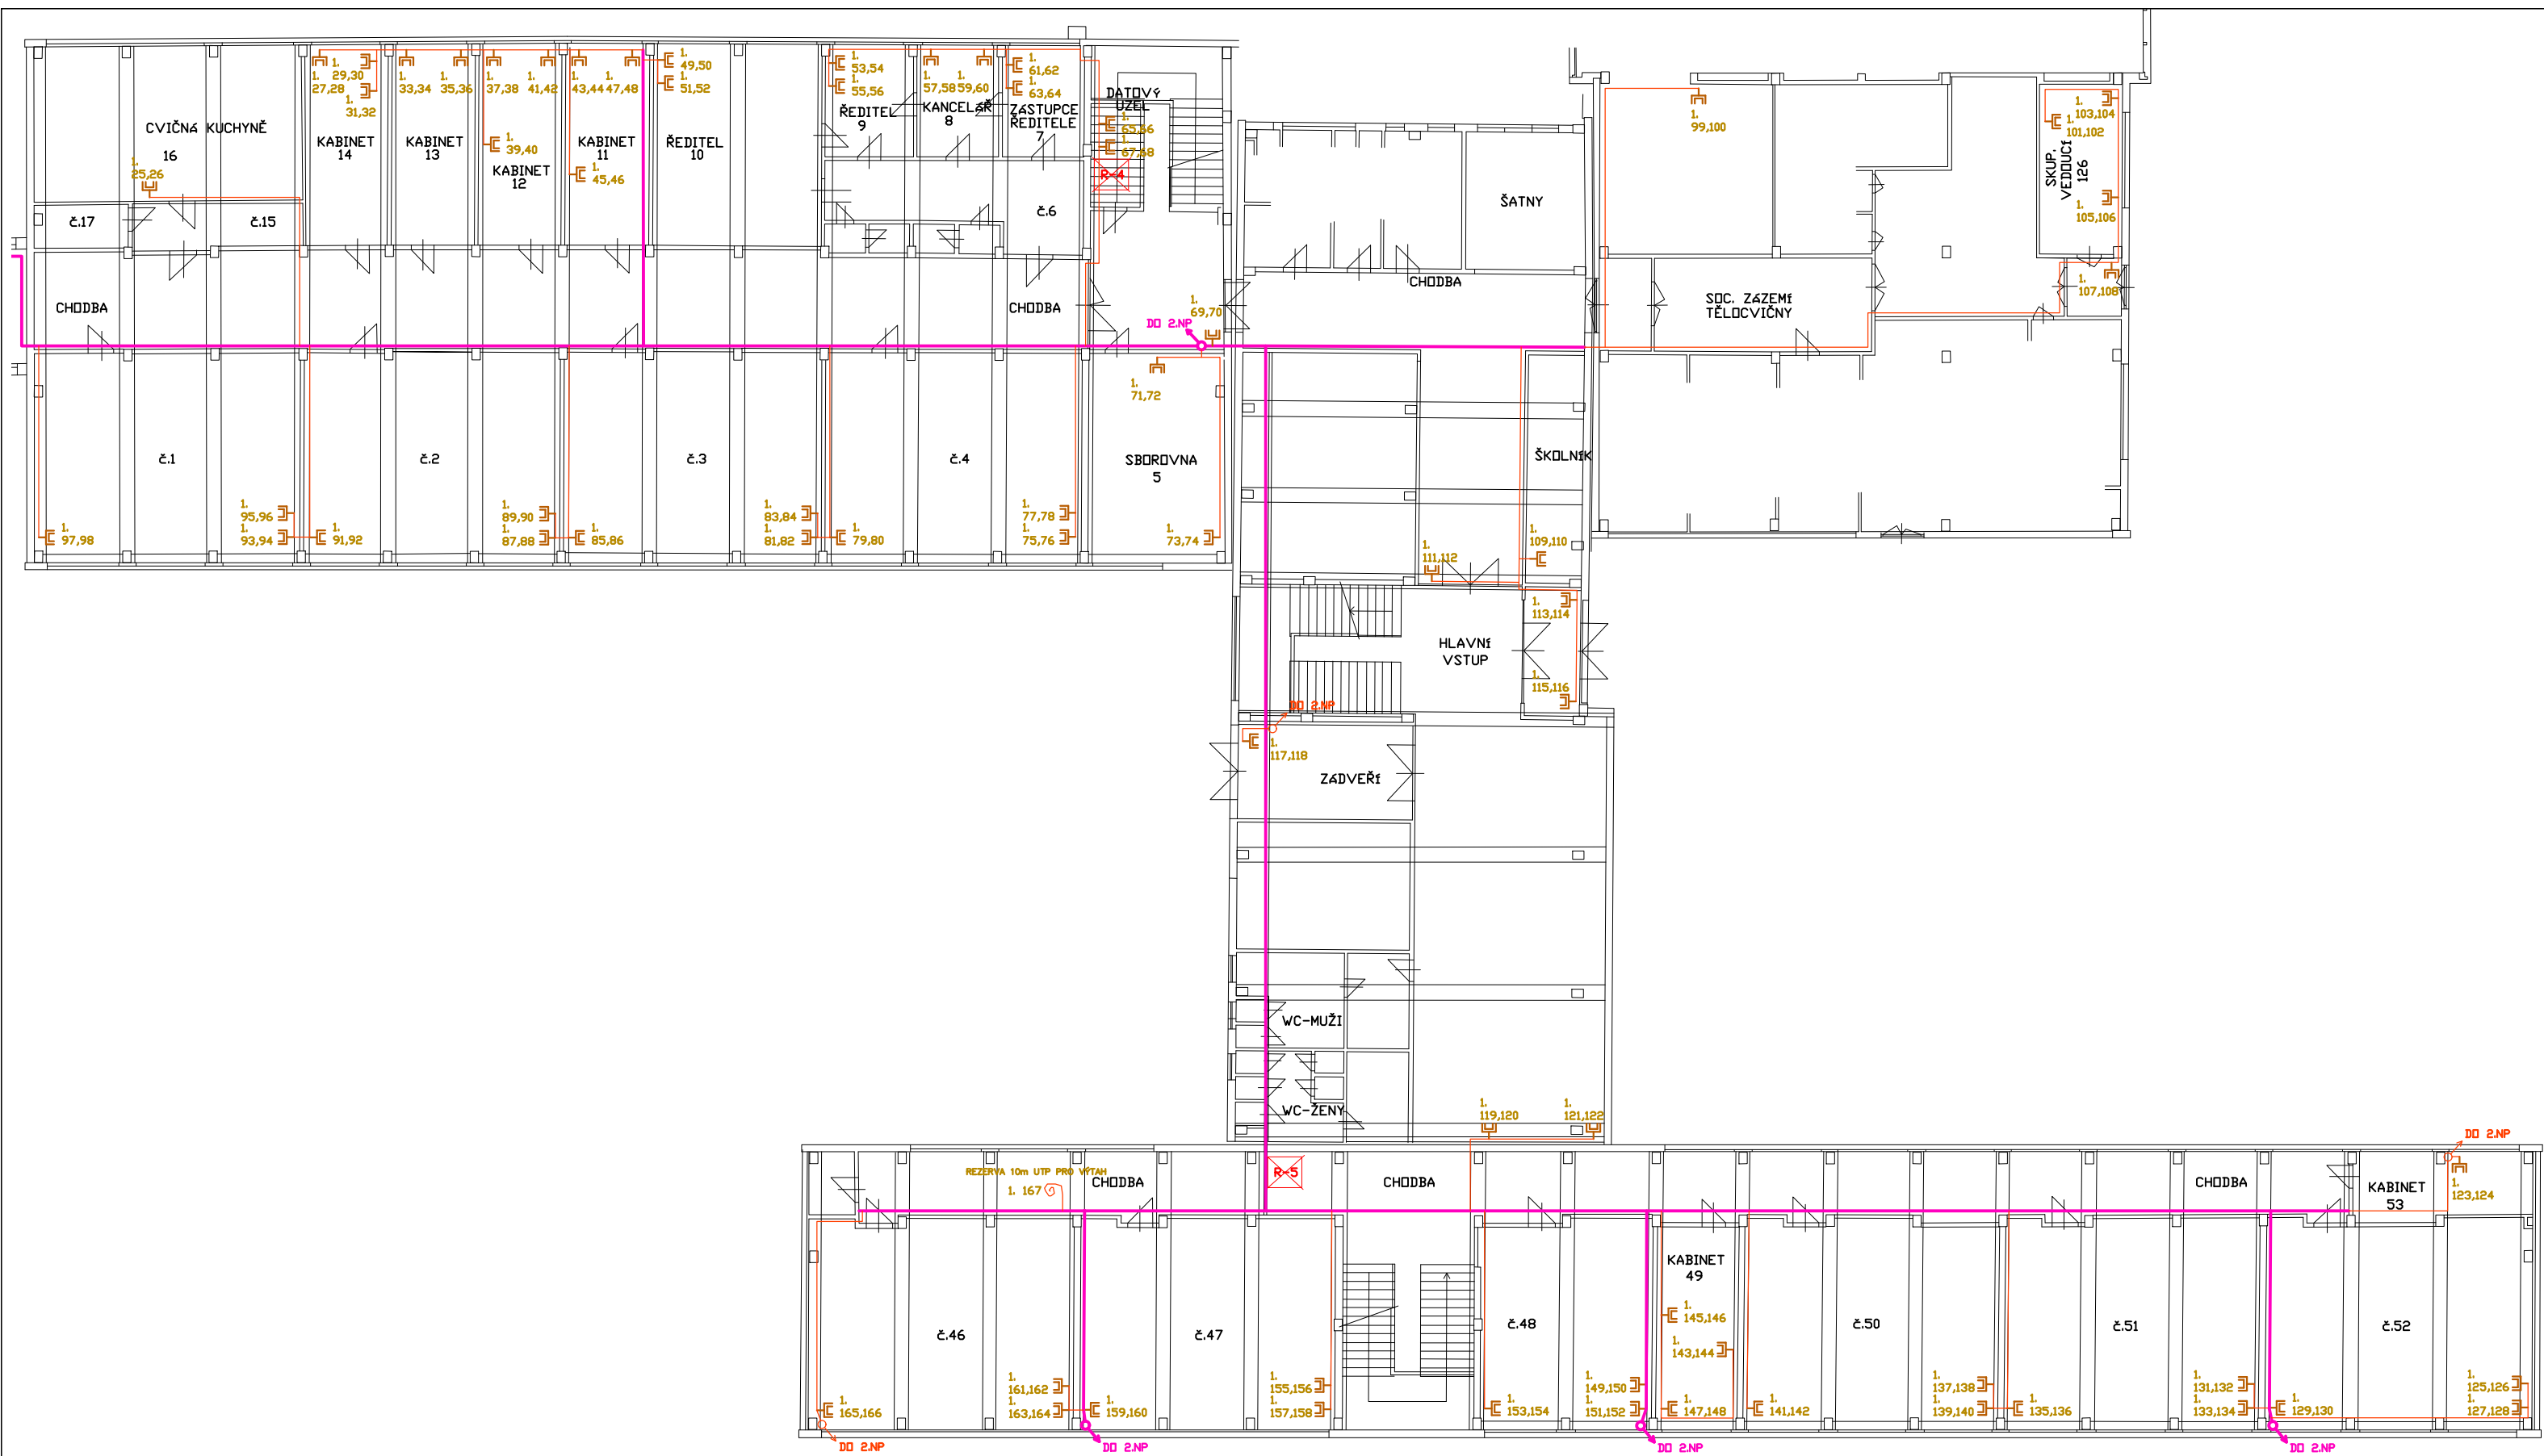 1.
27,28
1.
29,30
1.
31,32
1.
33,34
1.
35,36
1.
37,38
1.
41,42
1.
43,44
1.
47,48
1.
49,50
1.
51,52
1.
53,54
1.
55,56
1.
57,58
1.
59,60
1.
61,62
1.
63,64
DATOVÝ
UZEL
1.
65,66
1.
67,68
R-4
CVIČNÁ KUCHYNĚ
16
1.
25,26
KABINET
14
KABINET
13
1.
39,40
KABINET
12
KABINET
11
1.
45,46
ŘEDITEL
10
ŘEDITEL
9
KANCELÁŘ
8
ZÁSTUPCE
ŘEDITELE
7
č.17
č.15
č.6
ŠATNY
1.
99,100
1.
103,104
1.
101,102
SKUP.
VEDOUCÍ
126
1.
105,106
1.
107,108
CHODBA
CHODBA
1.
69,70
DO 2.NP
CHODBA
SOC. ZÁZEMÍ
TĚLOCVIČNY
1.
71,72
č.1
č.2
č.3
č.4
SBOROVNA
5
ŠKOLNÍK
1.
97,98
1.
95,96
1.
93,94
1.
91,92
1.
89,90
1.
87,88
1.
85,86
1.
83,84
1.
81,82
1.
79,80
1.
77,78
1.
75,76
1.
73,74
1.
111,112
1.
109,110
1.
113,114
HLAVNÍ
VSTUP
1.
115,116
DO 2.NP
1.
117,118
ZÁDVEŘÍ
WC-MUŽI
WC-ŽENY
1.
119,120
1.
121,122
DO 2.NP
REZERVA 10m UTP PRO VÝTAH
1. 167
CHODBA
R-5
CHODBA
CHODBA
KABINET
53
1.
123,124
KABINET
49
1.
145,146
1.
143,144
č.46
č.47
č.48
č.50
č.51
č.52
1.
165,166
1.
161,162
1.
163,164
1.
159,160
1.
155,156
1.
157,158
1.
153,154
1.
149,150
1.
151,152
1.
147,148
1.
141,142
1.
137,138
1.
139,140
1.
135,136
1.
131,132
1.
133,134
1.
129,130
1.
125,126
1.
127,128
DO 2.NP
DO 2.NP
DO 2.NP
DO 2.NP